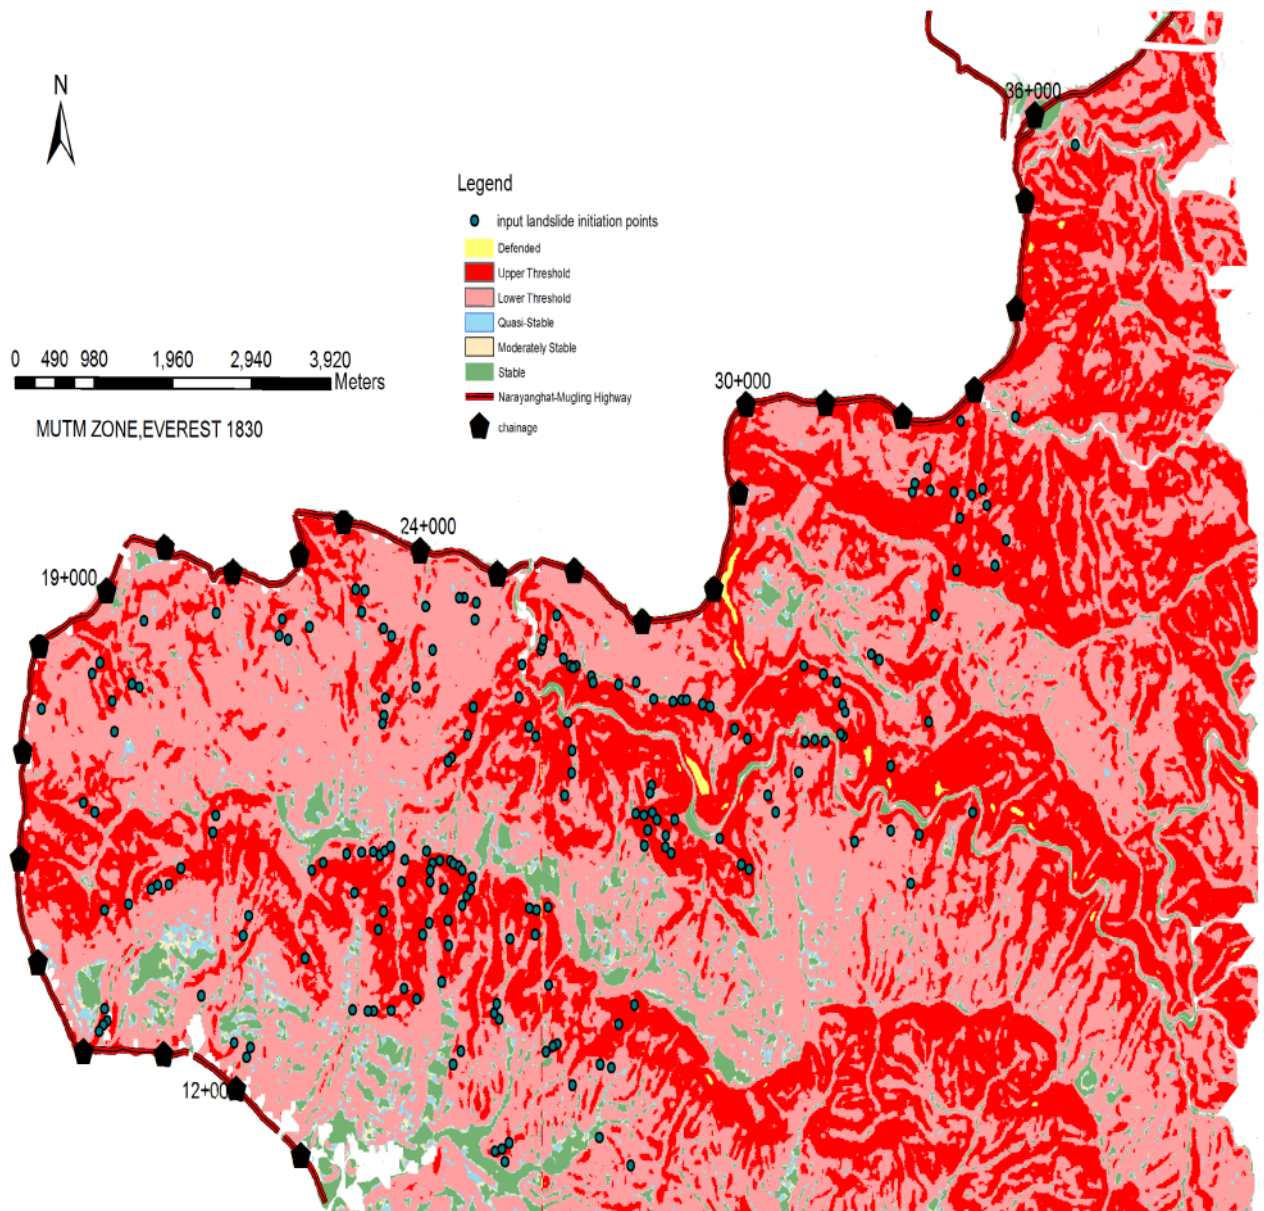 36+000
N
Legend
input landslide initiation points
Defended
Upper Threshold
Lower Threshold
Quasi-Stable
Moderately Stable
Stable
Narayanghat-Mugling Highway
chainage
0 490 980 1,960 2,940 3,920
Meters
MUTM ZONE,EVEREST 1830
30+000
24+000
19+000
12+000